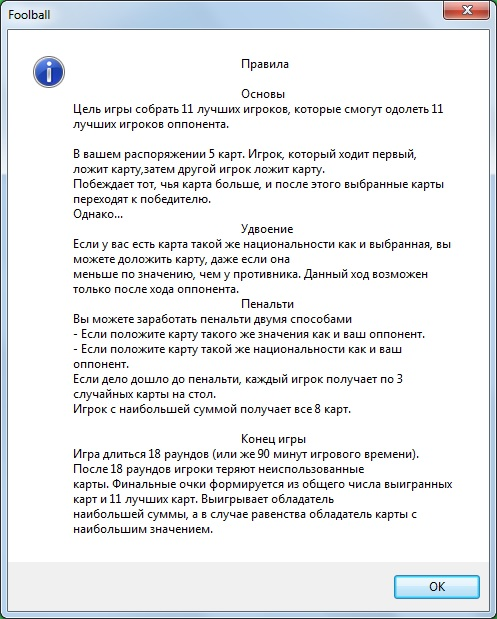 Foolball
Правила
Основы
Цель игры собрать 11 лучших игроков, которые смогут одолеть 11
лучших игроков оппонента.
В вашем распоряжении 5 карт. Игрок, который ходит первый,
ложит карту,затем другой игрок ложит карту.
Побеждает тот, чья карта больше, и после этого выбранные карты
переходят к победителю.
Однако...
Удвоение
Если у вас есть карта такой же национальности как и выбранная, вы
можете доложить карту, даже если она
меньше по значению, чем у противника. Данный ход возможен
только после хода оппонента.
Пенальти
Вы можете заработать пенальти двумя способами
- Если положите карту такого же значения как и ваш оппонент.
- Если положите карту такой же национальности как и ваш
оппонент.
Если дело дошло до пенальти, каждый игрок получает по 3
случайных карты на стол.
Игрок с наибольшей суммой получает все 8 карт.
Конец игры
Игра длиться 18 раундов (или же 90 минут игрового времени).
После 18 раундов игроки теряют неиспользованные
карты. Финальные очки формируется из общего числа выигранных
карт и 11 лучших карт. Выигрывает обладатель
наибольшей суммы, а в случае равенства обладатель карты с
наибольшим значением.
OK